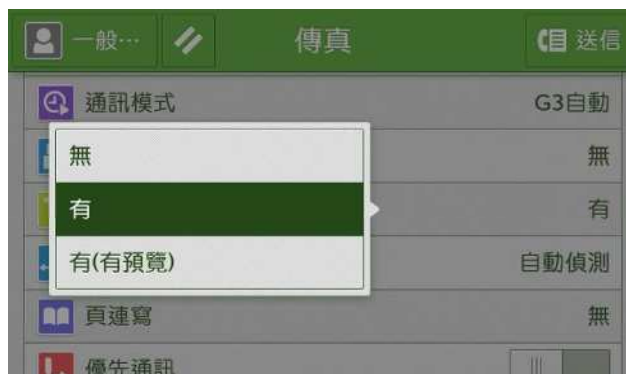 一般… 傳真 送信
通訊模式 G3自動
無 無
有 有
有(有預覽) 自動偵測
頁連寫 無
優先通訊